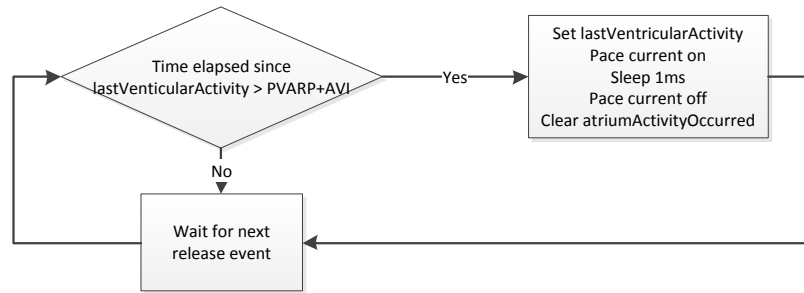 Time elapsed since
lastVenticularActivity > PVARP+AVI
Yes
Set lastVentricularActivity
Pace current on
Sleep 1ms
Pace current off
Clear atriumActivityOccurred
No
Wait for next
release event